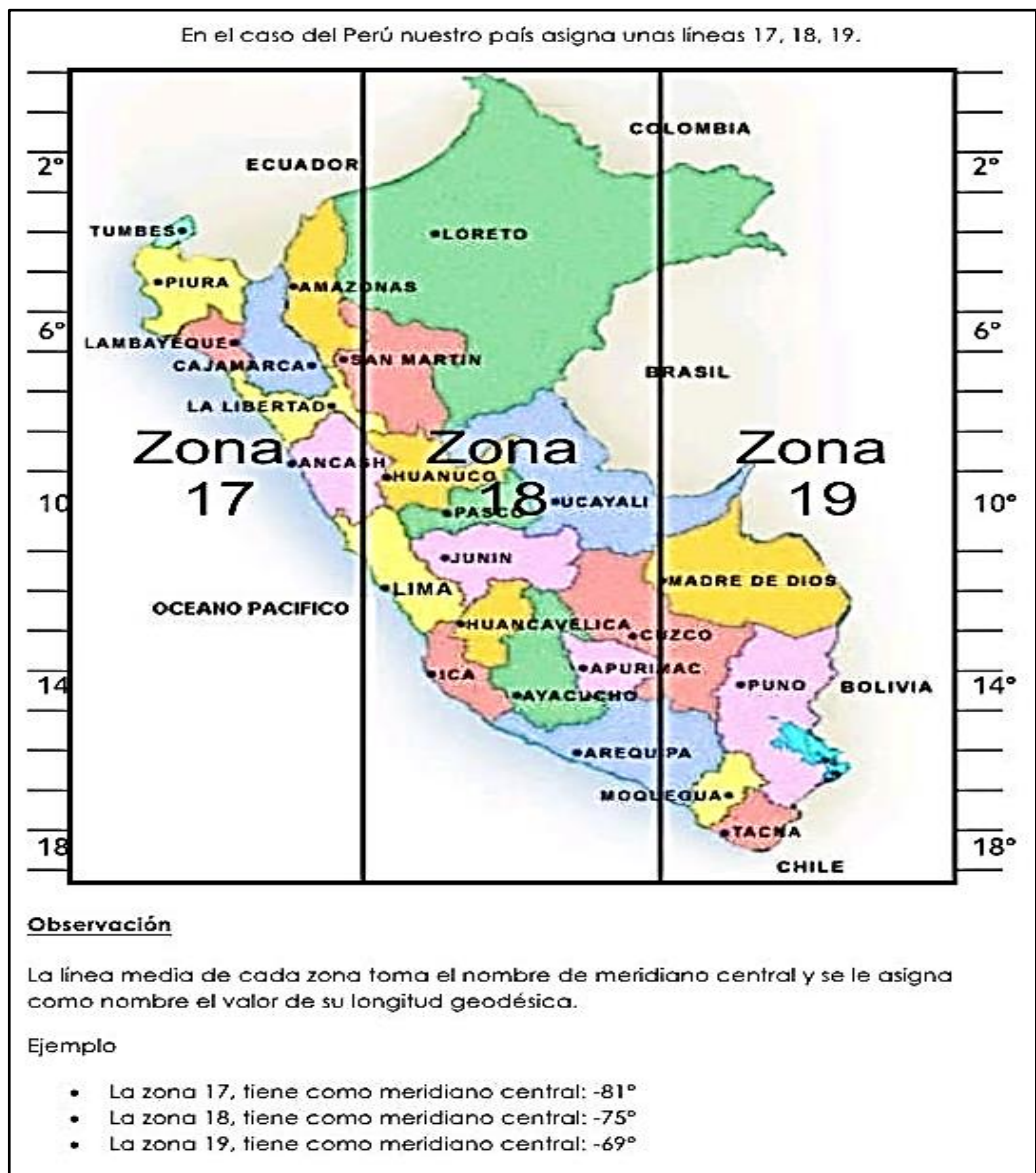 En el caso del Perú nuestro país asigna unas líneas 17, 18, 19.
COLOMBIA
ECUADOR
2°
2°
TUMBES
LORETO
PIURA
AMAZONAS
6°
6°
LAMBAYEQUE
CAJAMARCA
SAN MARTIN
BRASIL
LA LIBERTAD
Zona
17
Zona
18
Zona
19
ANCASH
HUANUCO
10
10°
PASCO
UCAYALI
JUNIN
LIMA
MADRE DE DIOS
OCEANO PACIFICO
HUANCAVELICA
CUZCO
14
14°
ICA
APURIMAC
PUNO
BOLIVIA
AYACUCHO
AREQUIPA
MOQUEGUA
TACNA
18
18°
CHILE
Observación
La línea media de cada zona toma el nombre de meridiano central y se le asigna
como nombre el valor de su longitud geodésica.
Ejemplo
• La zona 17, tiene como meridiano central: -81°
• La zona 18, tiene como meridiano central: -75°
• La zona 19, tiene como meridiano central: -69°